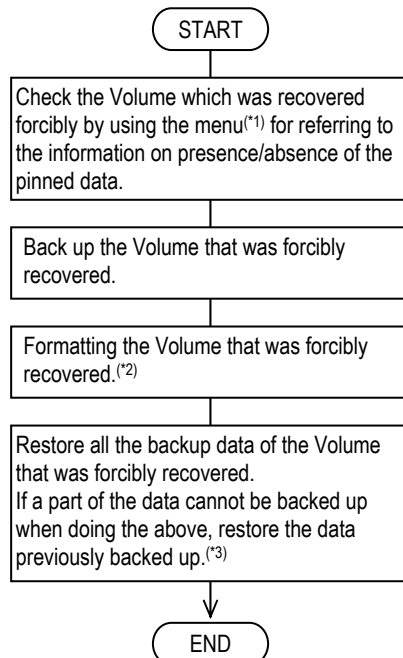 START
Check the Volume which was recovered
forcibly by using the menu(*1) for referring to
the information on presence/absence of the
pinned data.
Back up the Volume that was forcibly
recovered.
Formatting the Volume that was forcibly
recovered.(*2)
Restore all the backup data of the Volume
that was forcibly recovered.
If a part of the data cannot be backed up
when doing the above, restore the data
previously backed up.(*3)
END